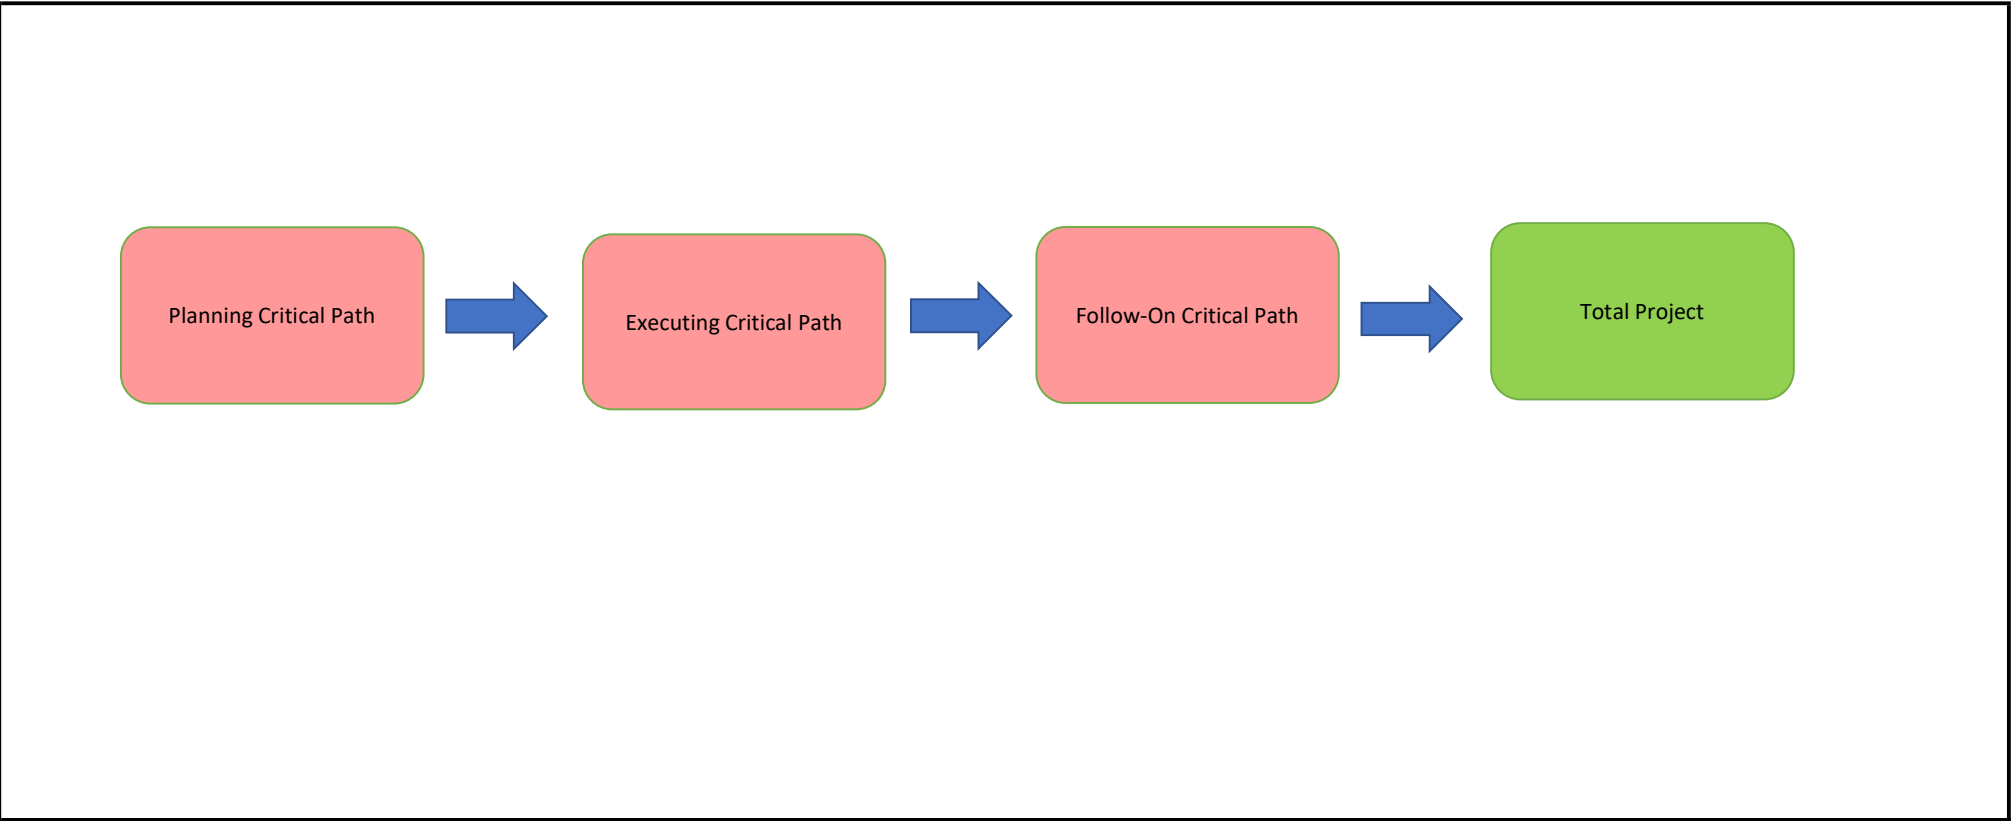 Planning Critical Path
Executing Critical Path
Follow-On Critical Path
Total Project